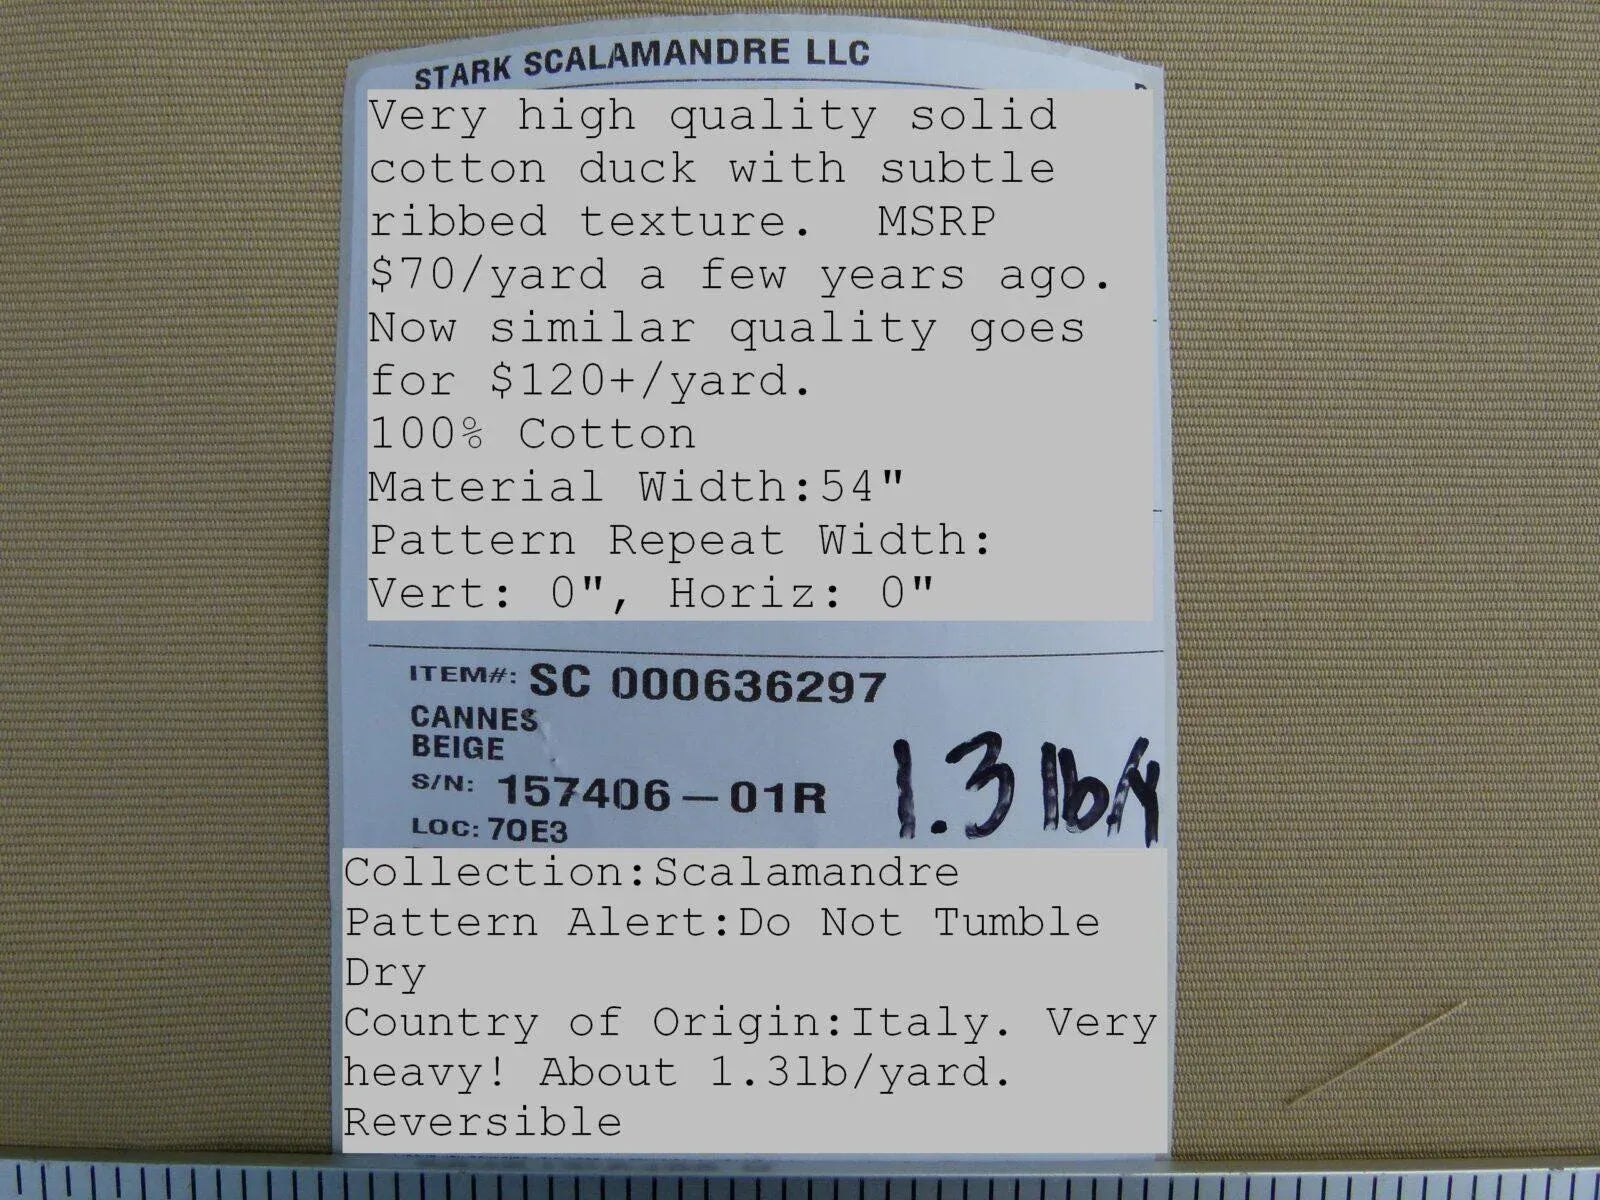 STARK SCALAMANDRE LLC
Very high quality solid
cotton duck with subtle
ribbed texture.  MSRP
$70/yard a few years ago.
Now similar quality goes
for $120+/yard.
100% Cotton
Material Width:54"
Pattern Repeat Width:
Vert: 0", Horiz: 0"
ITEM#: SC 000636297
CANNES
BEIGE
S/N: 157406-01R
LOC: 70E3
1.3 lb/y
Collection:Scalamandre
Pattern Alert:Do Not Tumble
Dry
Country of Origin:Italy. Very
heavy! About 1.3lb/yard.
Reversible